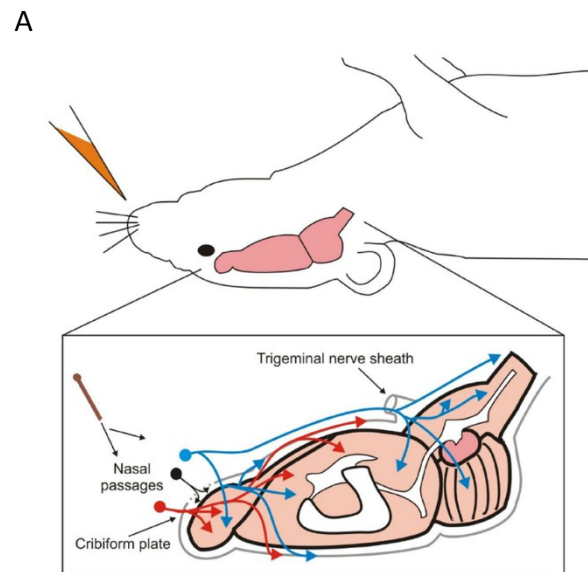 A
Trigeminal nerve sheath
Nasal
passages
Cribiform plate